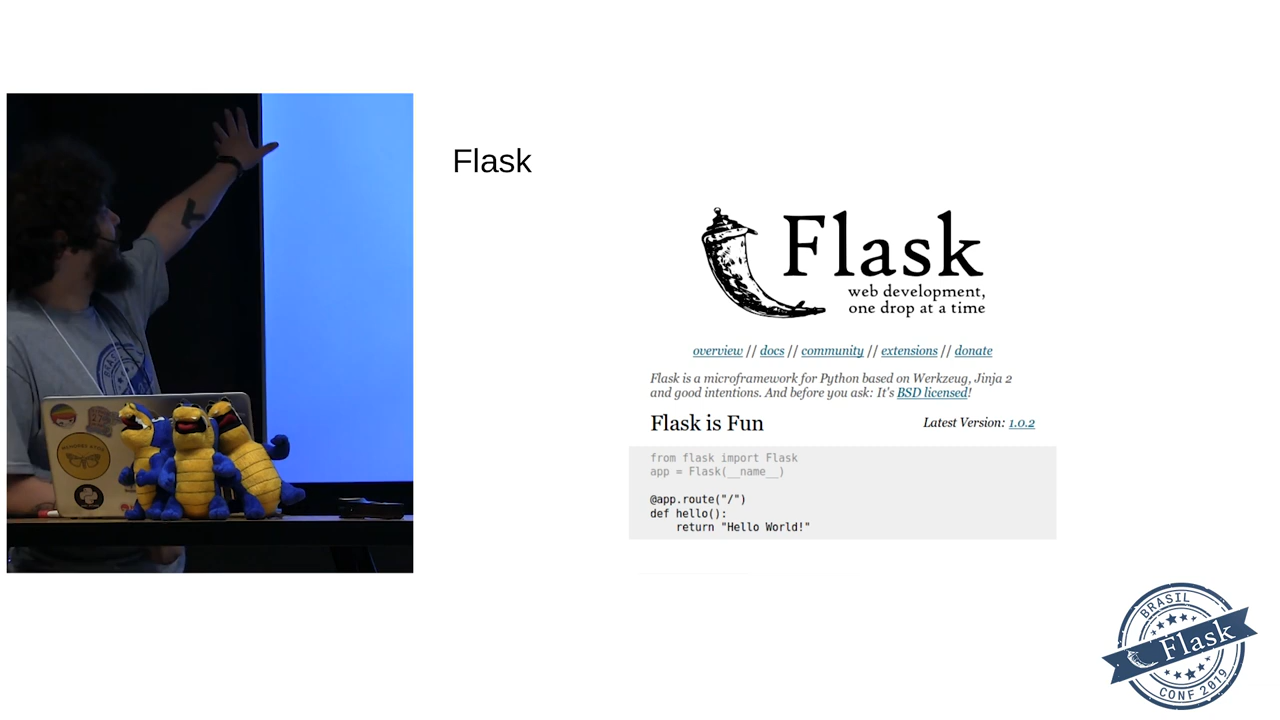 Flask
Flask
web development,
one drop at a time
overview // docs // community // extensions // donate
Flask is a microframework for Python based on Werkzeug, Jinja 2
and good intentions. And before you ask: It's BSD licensed!
Flask is Fun
Latest Version: 1.0.2
from flask import Flask
app = Flask(__name__)
@app.route("/")
def hello():
    return "Hello World!"
BRASIL
Flask
CONF 2019
BRASIL